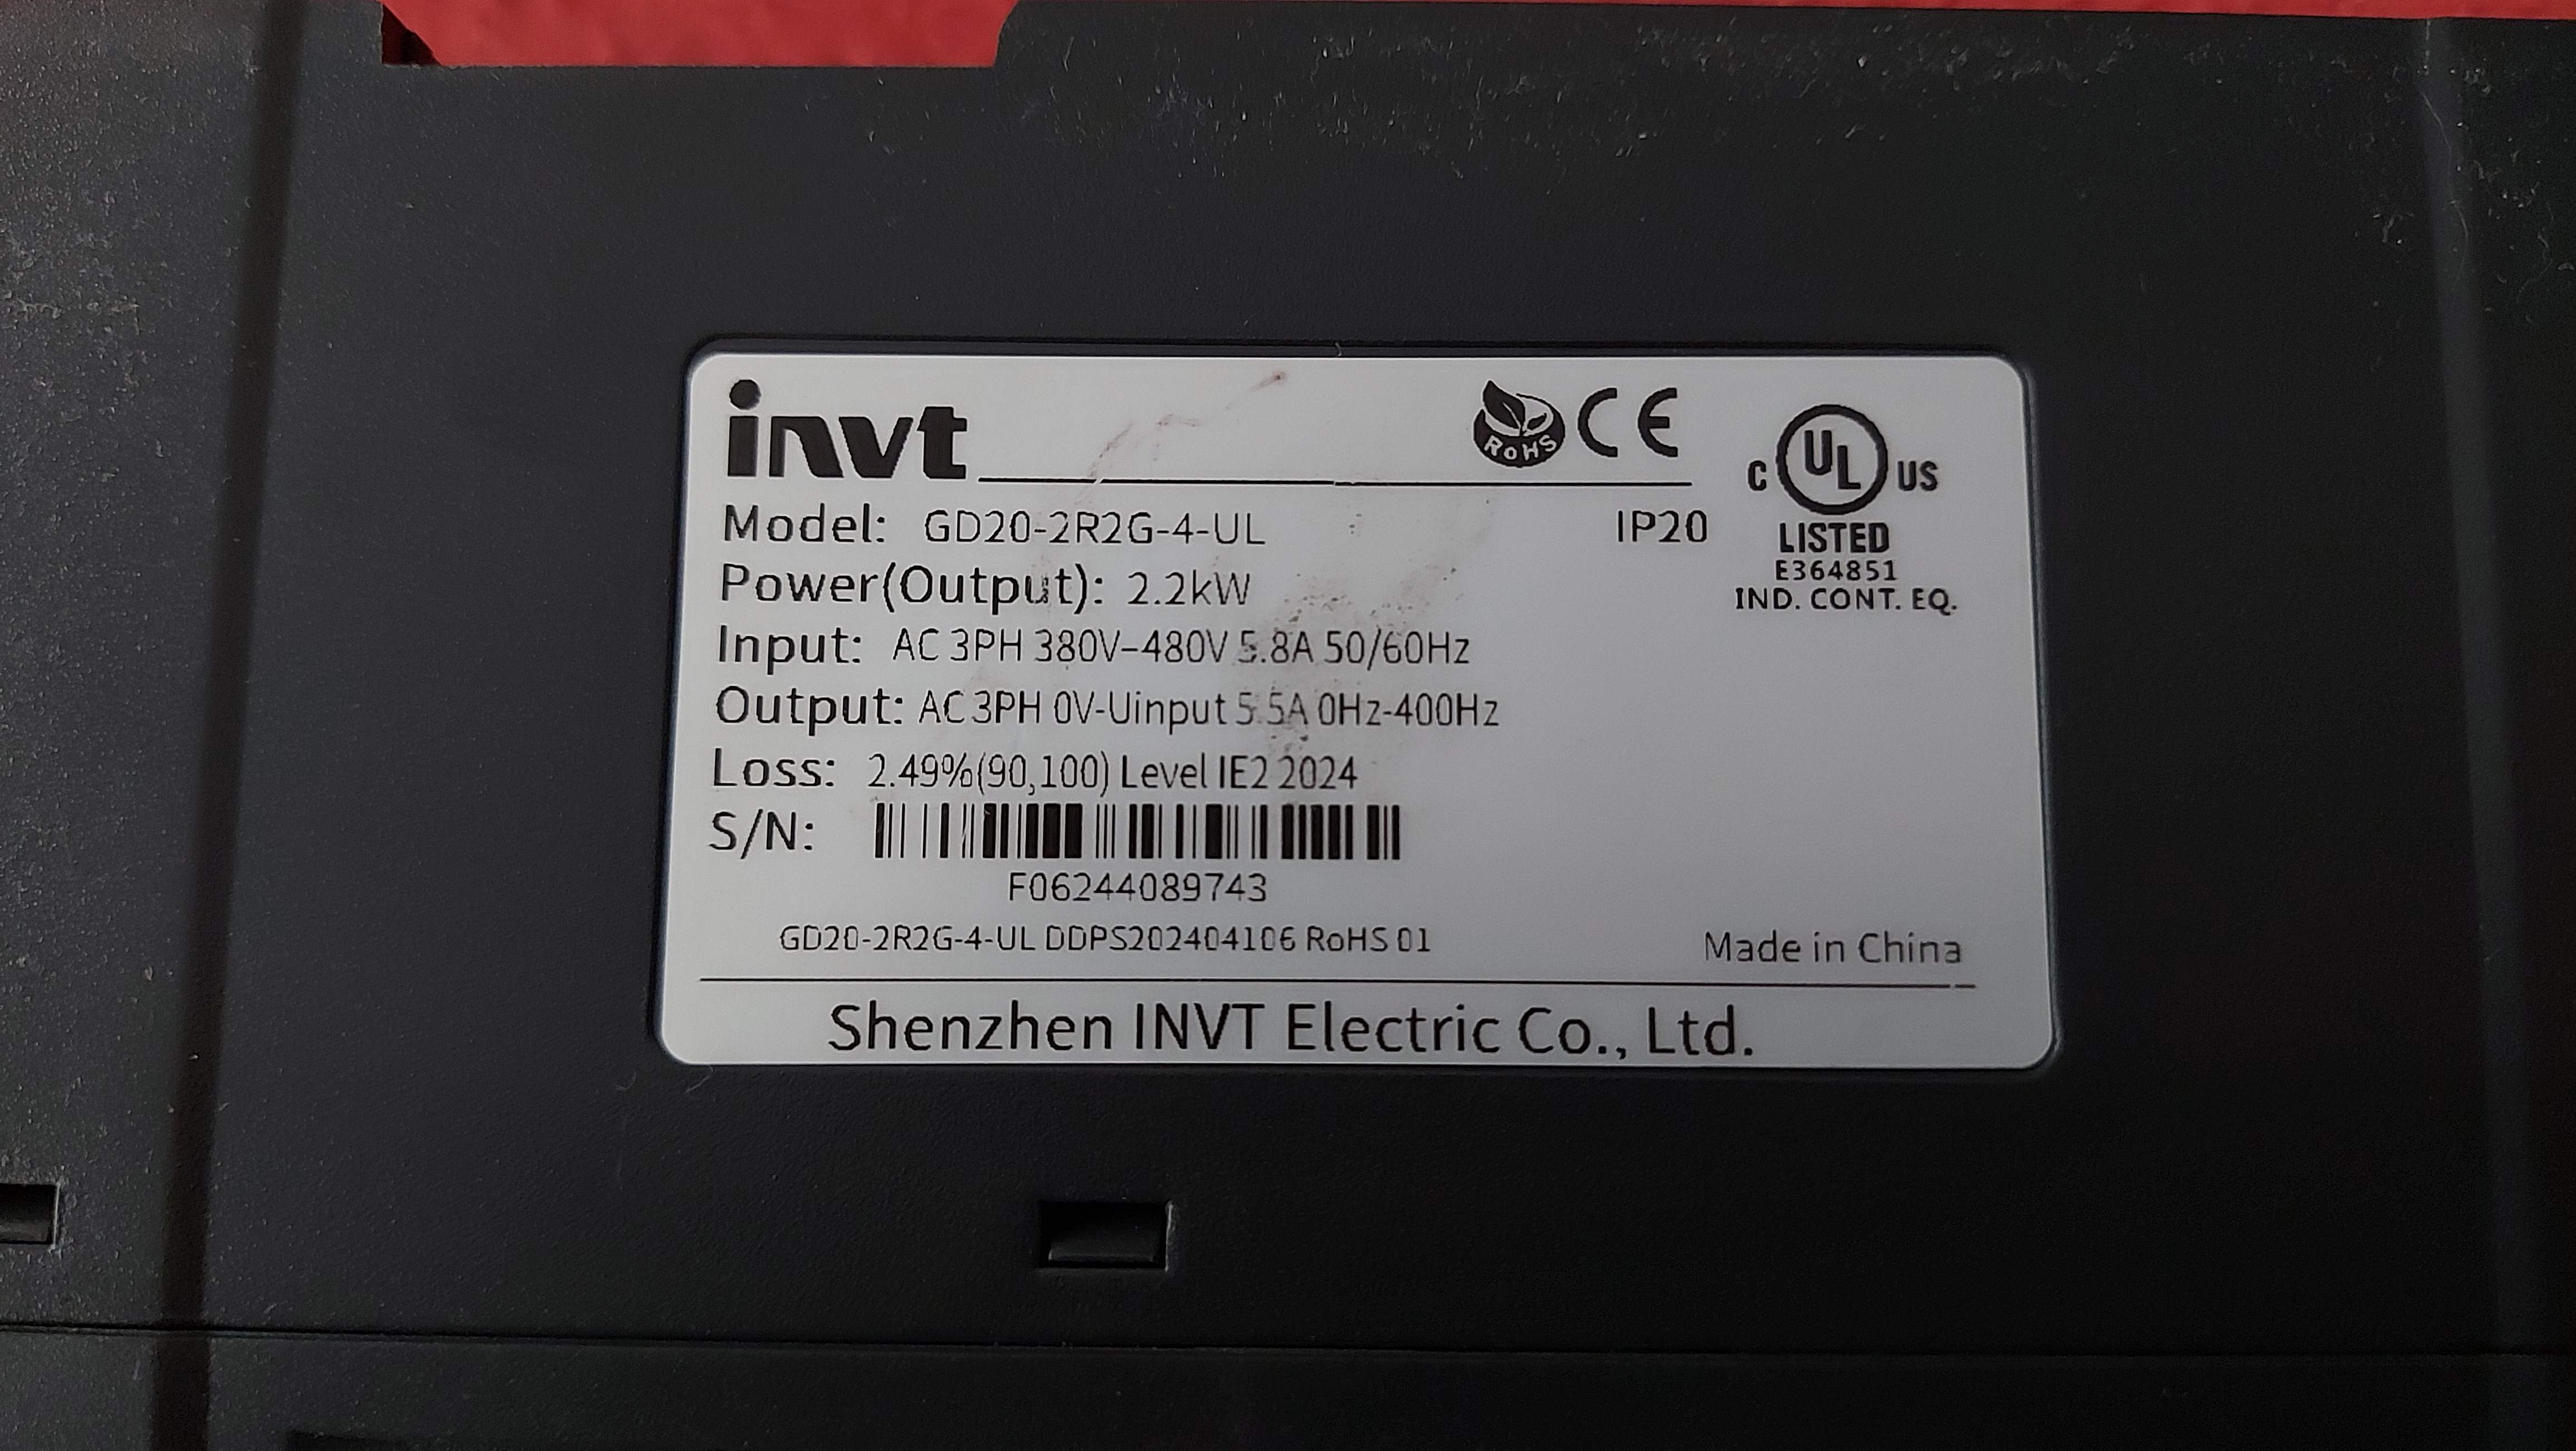 invt
RoHS CE
C UL US
LISTED
E364851
IND. CONT. EQ.
Model: GD20-2R2G-4-UL IP20
Power(Output): 2.2kW
Input: AC 3PH 380V-480V 5.8A 50/60Hz
Output: AC 3PH 0V-Uinput 5.5A 0Hz-400Hz
Loss: 2.49%(90,100) Level IE2 2024
S/N:
F06244089743
GD20-2R2G-4-UL DDPS202404106 RoHS 01
Made in China
Shenzhen INVT Electric Co., Ltd.